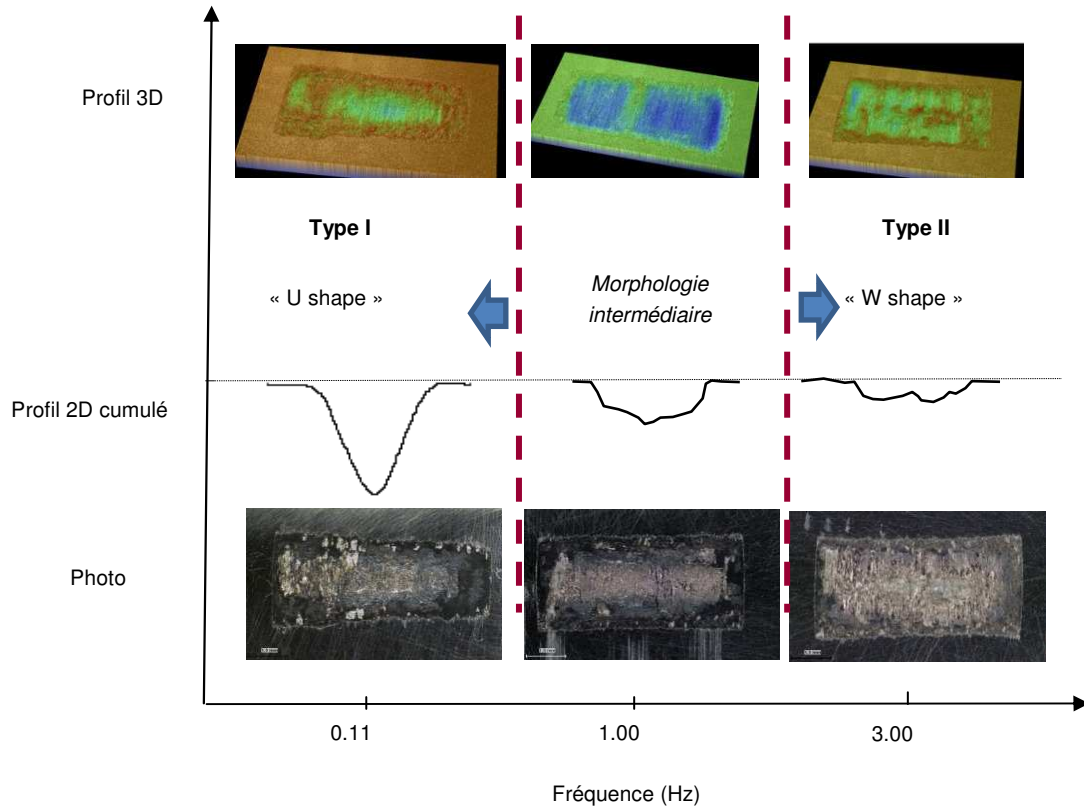 Profil 3D
Type I
Type II
« U shape »
Morphologie
intermédiaire
« W shape »
Profil 2D cumulé
Photo
0.11
1.00
3.00
Fréquence (Hz)